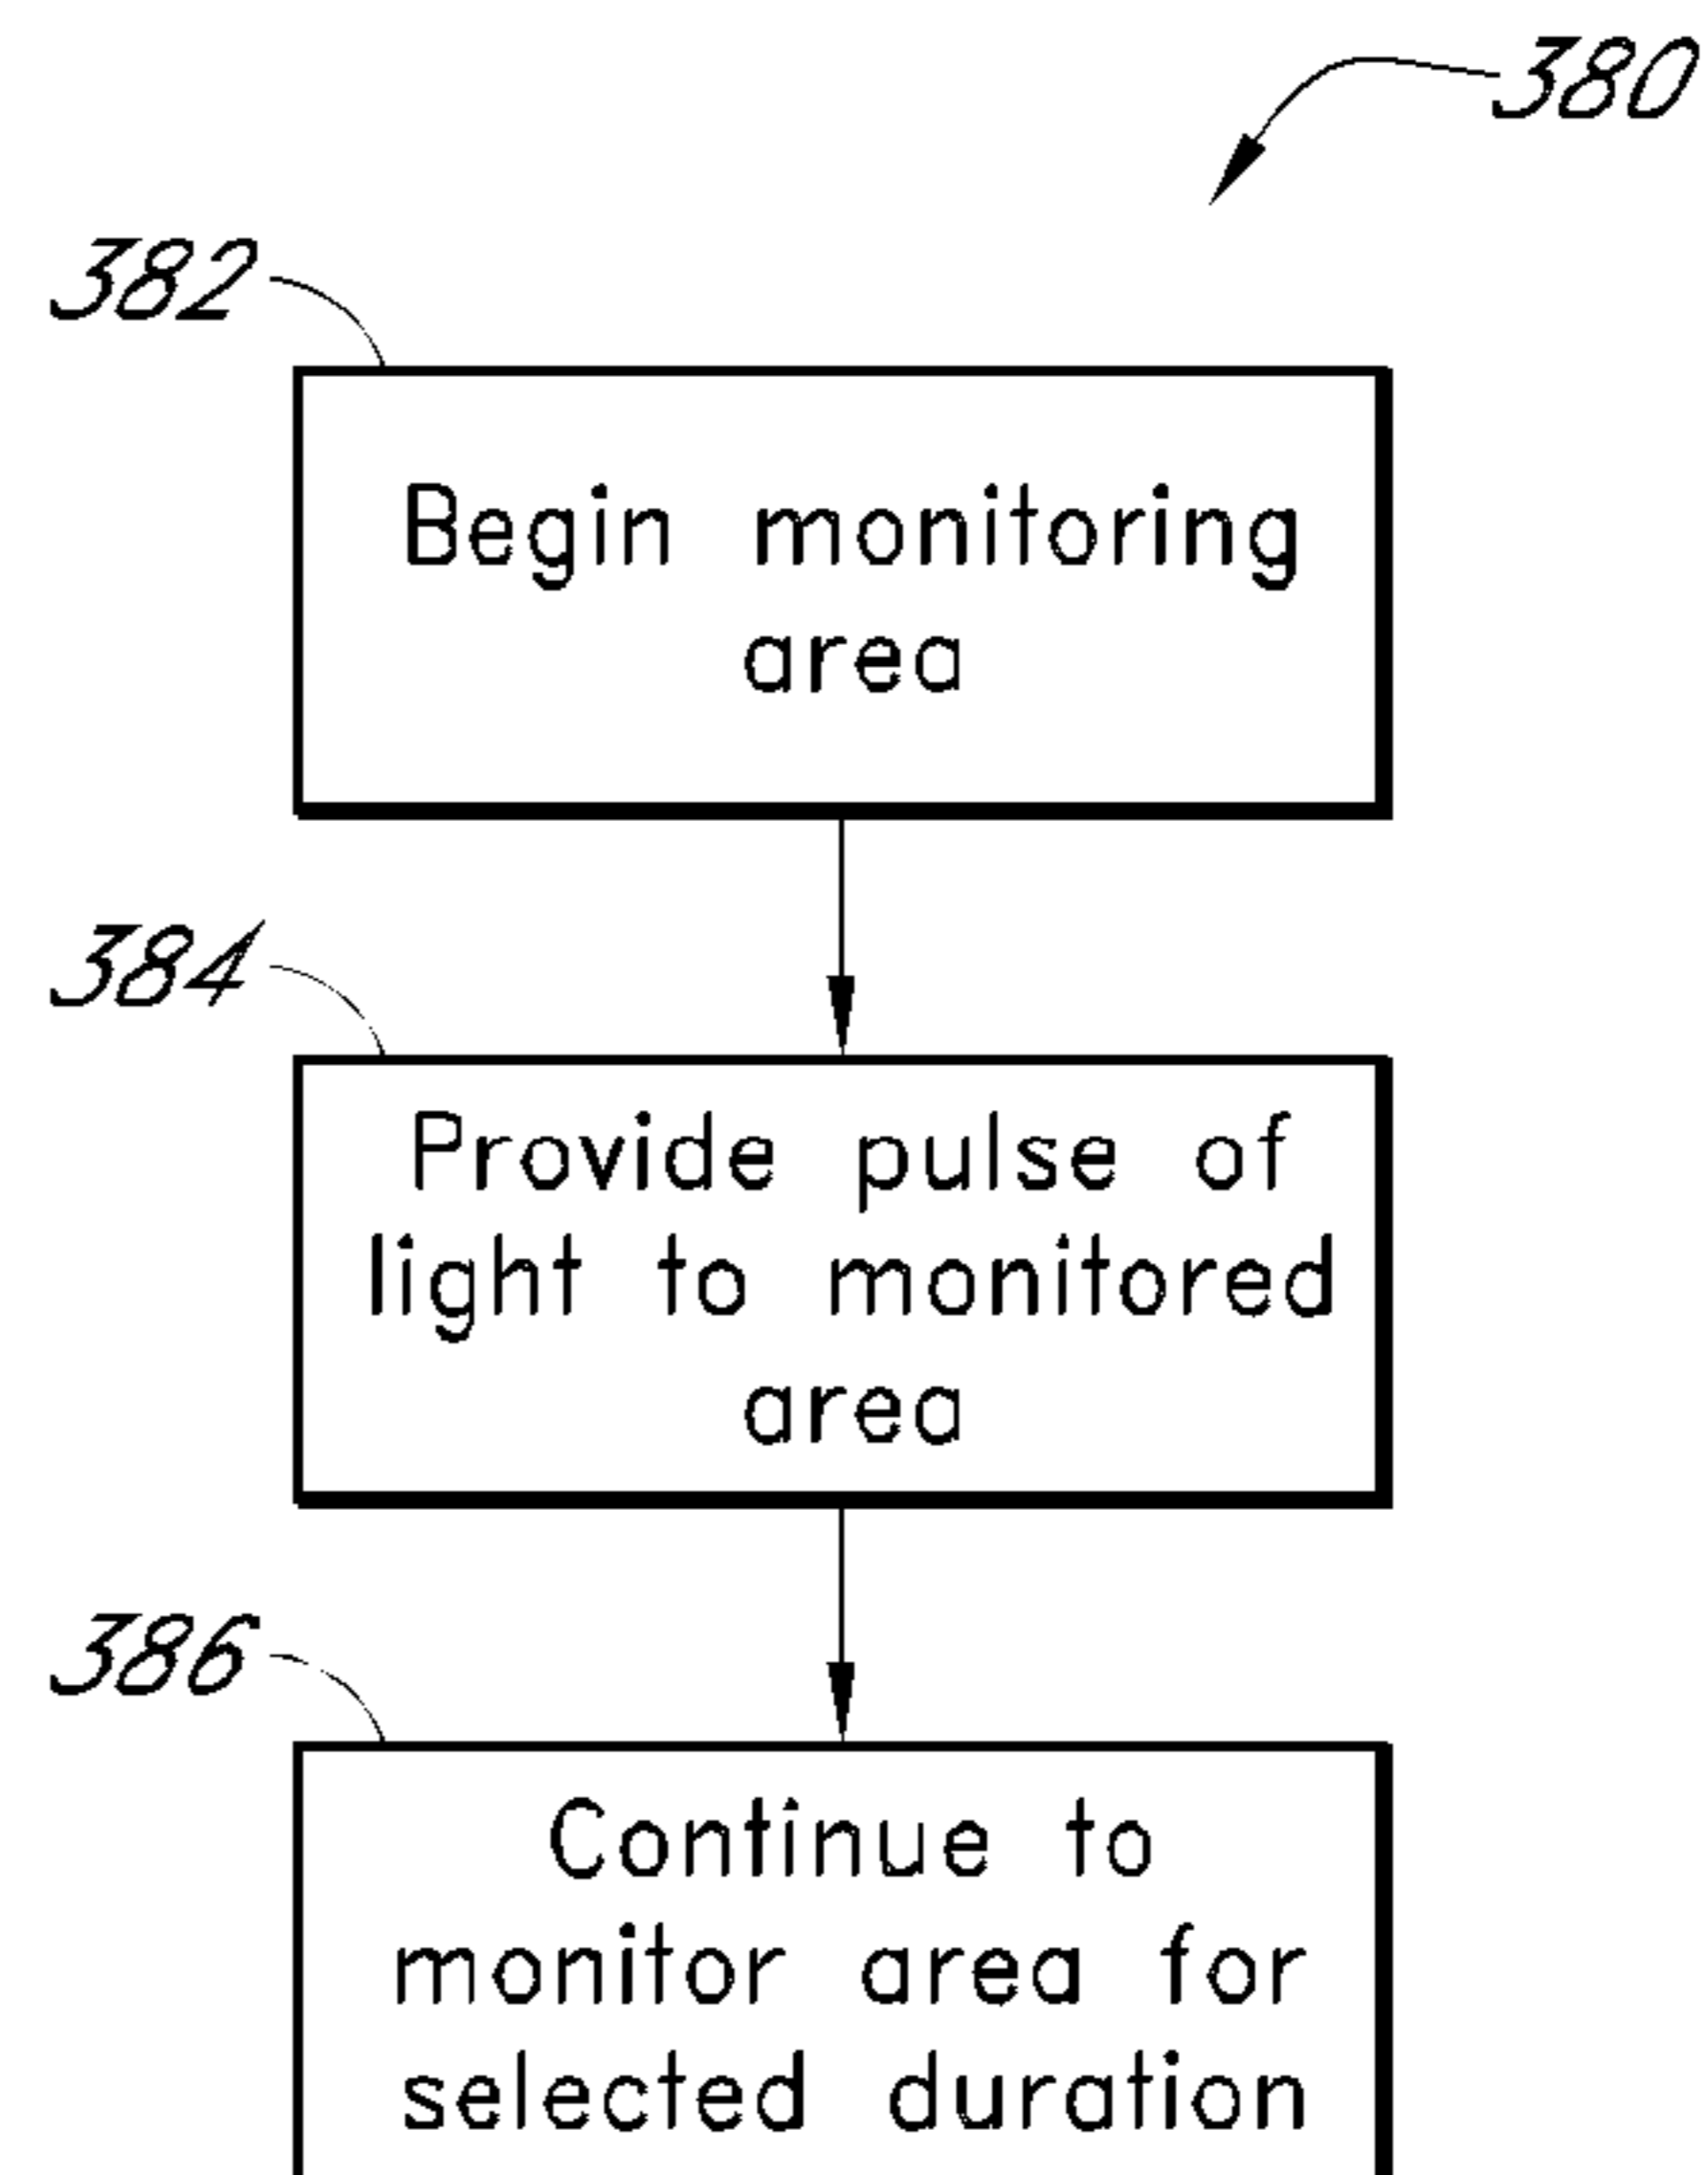 380
382
Begin monitoring
area
384
Provide pulse of
light to monitored
area
386
Continue to
monitor area for
selected duration